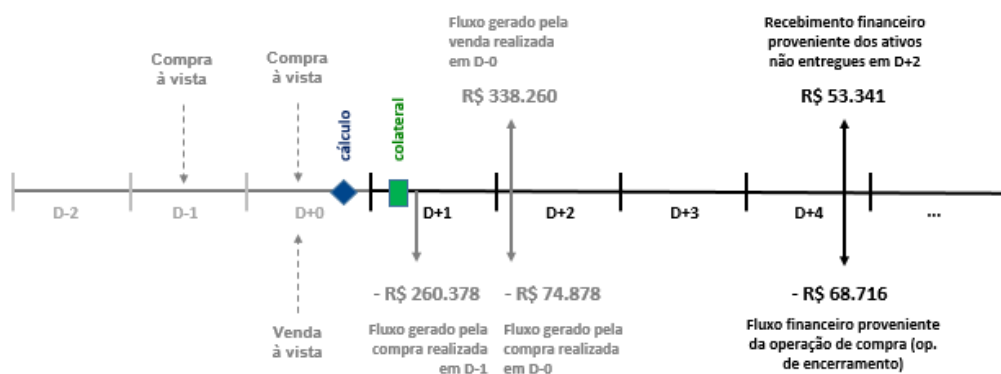 Fluxo gerado pela
venda realizada
em D-0
R$ 338.260
Recebimento financeiro
proveniente dos ativos
não entregues em D+2
R$ 53.341
Compra
à vista
Compra
à vista
cálculo
colateral
D-2
D-1
D+0
D+1
D+2
D+3
D+4
...
Venda
à vista
- R$ 260.378
Fluxo gerado pela
compra realizada
em D-1
- R$ 74.878
Fluxo gerado pela
compra realizada
em D-0
- R$ 68.716
Fluxo financeiro proveniente
da operação de compra (op.
de encerramento)